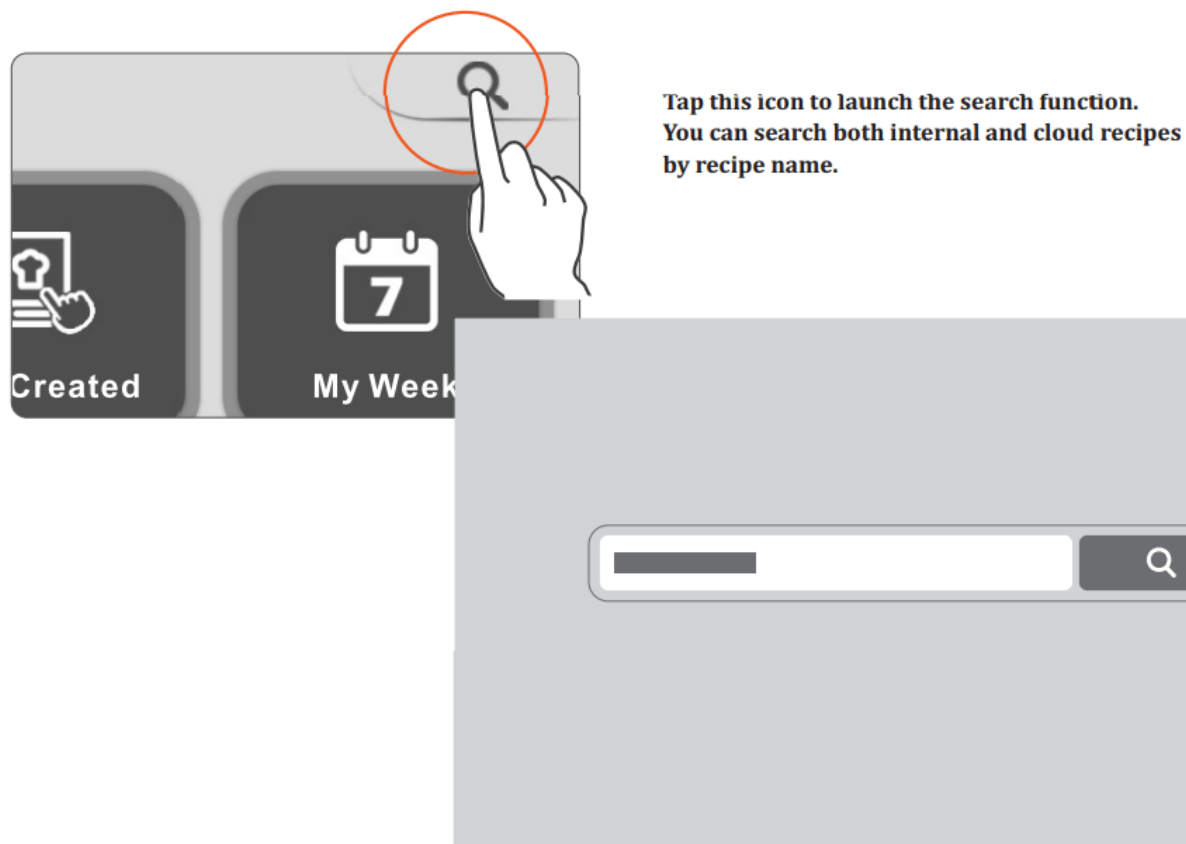 Tap this icon to launch the search function.
You can search both internal and cloud recipes
by recipe name.
7
Created
My Week